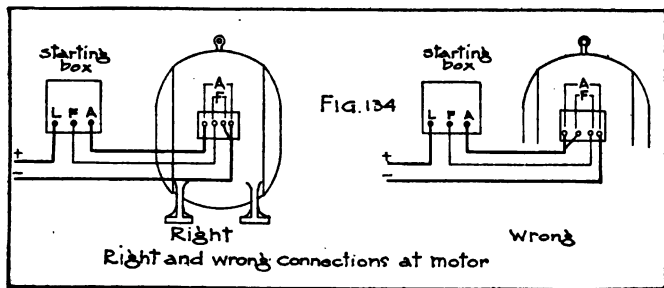 starting
box
L F A
A
F
+
–
Right
FIG. 134
starting
box
L F A
A
F
+
–
Wrong
Right and wrong connections at motor